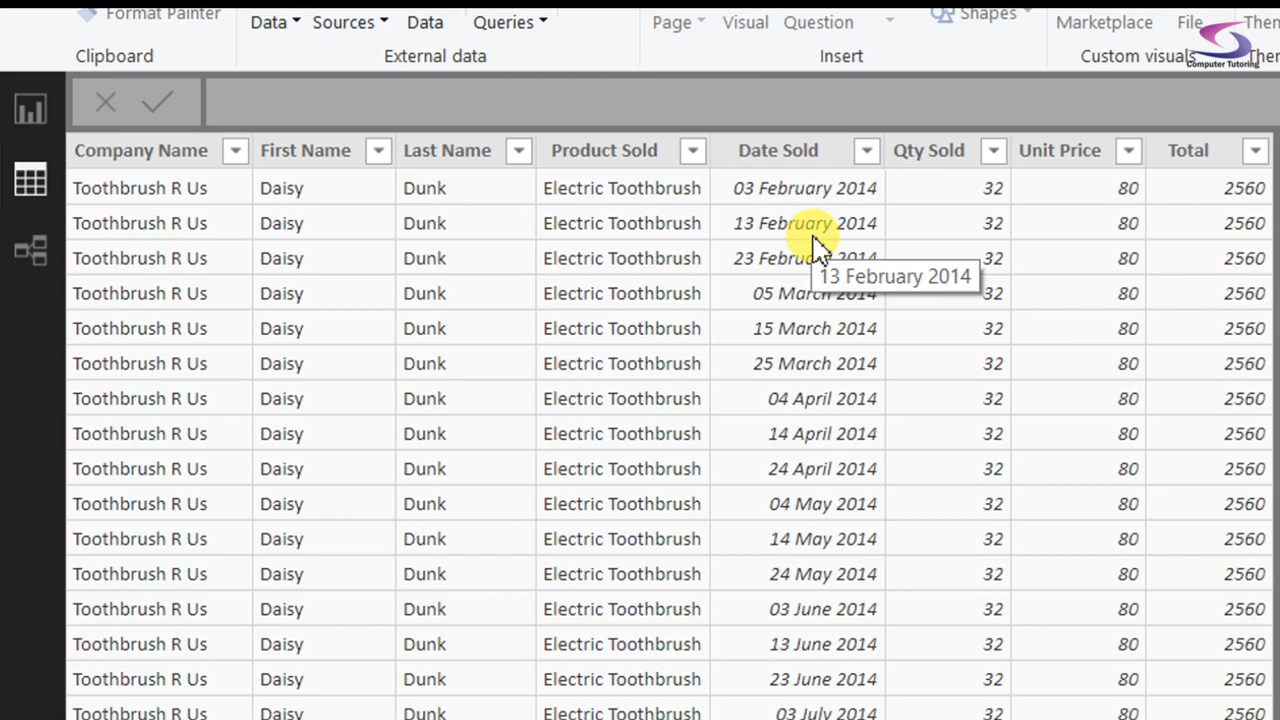 Format Painter
Data Sources Data Queries Page Visual Question Shapes Marketplace File
Clipboard External data Insert Custom visuals
Computer Tutoring
Company Name First Name Last Name Product Sold Date Sold Qty Sold Unit Price Total
Toothbrush R Us Daisy Dunk Electric Toothbrush 03 February 2014 32 80 2560
Toothbrush R Us Daisy Dunk Electric Toothbrush 13 February 2014 32 80 2560
Toothbrush R Us Daisy Dunk Electric Toothbrush 23 February 2014 32 80 2560
13 February 2014
Toothbrush R Us Daisy Dunk Electric Toothbrush 05 March 2014 32 80 2560
Toothbrush R Us Daisy Dunk Electric Toothbrush 15 March 2014 32 80 2560
Toothbrush R Us Daisy Dunk Electric Toothbrush 25 March 2014 32 80 2560
Toothbrush R Us Daisy Dunk Electric Toothbrush 04 April 2014 32 80 2560
Toothbrush R Us Daisy Dunk Electric Toothbrush 14 April 2014 32 80 2560
Toothbrush R Us Daisy Dunk Electric Toothbrush 24 April 2014 32 80 2560
Toothbrush R Us Daisy Dunk Electric Toothbrush 04 May 2014 32 80 2560
Toothbrush R Us Daisy Dunk Electric Toothbrush 14 May 2014 32 80 2560
Toothbrush R Us Daisy Dunk Electric Toothbrush 24 May 2014 32 80 2560
Toothbrush R Us Daisy Dunk Electric Toothbrush 03 June 2014 32 80 2560
Toothbrush R Us Daisy Dunk Electric Toothbrush 13 June 2014 32 80 2560
Toothbrush R Us Daisy Dunk Electric Toothbrush 23 June 2014 32 80 2560
Toothbrush R Us Daisy Dunk Electric Toothbrush 03 July 2014 32 80 2560